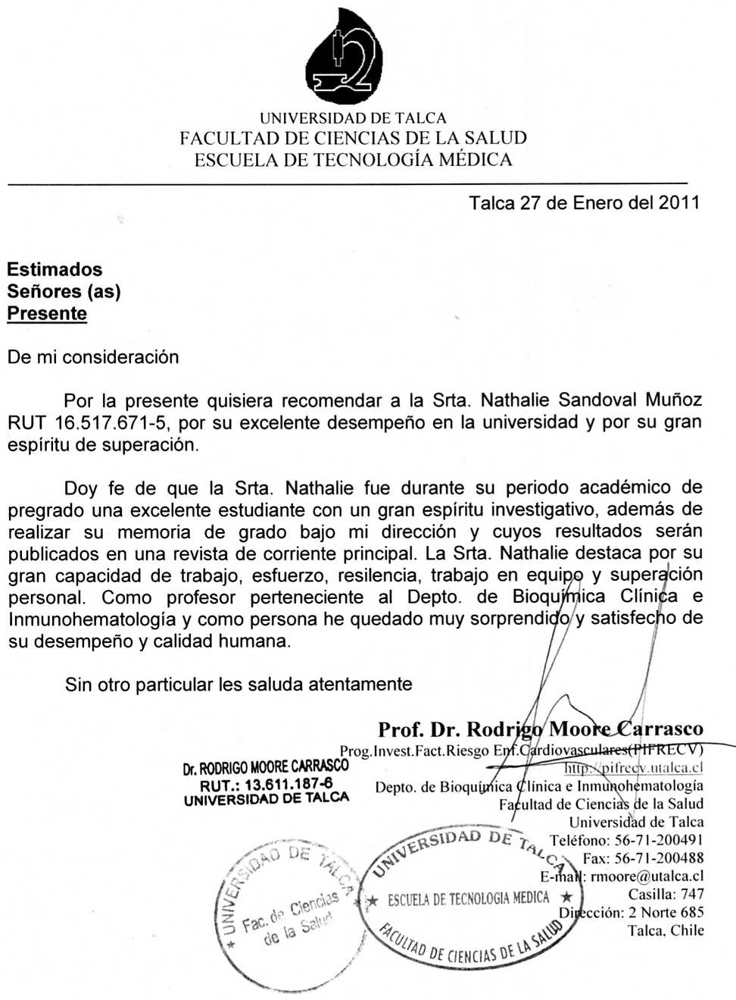 UNIVERSIDAD DE TALCA
FACULTAD DE CIENCIAS DE LA SALUD
ESCUELA DE TECNOLOGÍA MÉDICA
Talca 27 de Enero del 2011
Estimados
Señores (as)
Presente
De mi consideración
Por la presente quisiera recomendar a la Srta. Nathalie Sandoval Muñoz
RUT 16.517.671-5, por su excelente desempeño en la universidad y por su gran
espíritu de superación.
Doy fe de que la Srta. Nathalie fue durante su periodo académico de
pregrado una excelente estudiante con un gran espíritu investigativo, además de
realizar su memoria de grado bajo mi dirección y cuyos resultados serán
publicados en una revista de corriente principal. La Srta. Nathalie destaca por su
gran capacidad de trabajo, esfuerzo, resilencia, trabajo en equipo y superación
personal. Como profesor perteneciente al Depto. de Bioquímica Clínica e
Inmunohematología y como persona he quedado muy sorprendido y satisfecho de
su desempeño y calidad humana.
Sin otro particular les saluda atentamente
Prof. Dr. Rodrigo Moore Carrasco
Prog.Invest.Fact.Riesgo Enf.Cardiovasculares(PIFRECV)
http://pifrecv.utalca.cl
Depto. de Bioquímica Clínica e Inmunohematología
Facultad de Ciencias de la Salud
Universidad de Talca
Teléfono: 56-71-200491
Fax: 56-71-200488
E-mail: rmoore@utalca.cl
Casilla: 747
Dirección: 2 Norte 685
Talca, Chile
Dr. RODRIGO MOORE CARRASCO
RUT.: 13.611.187-6
UNIVERSIDAD DE TALCA
★ UNIVERSIDAD DE TALCA ★
Fac. de Ciencias
de la Salud
UNIVERSIDAD DE TALCA
★ ESCUELA DE TECNOLOGIA MEDICA ★
FACULTAD DE CIENCIAS DE LA SALUD